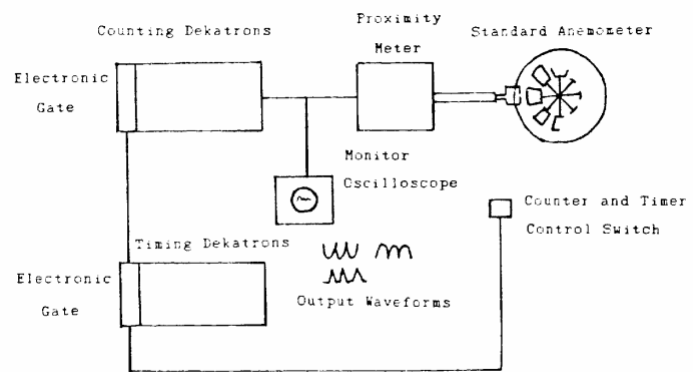 Counting Dekatrons
Proximity
Meter
Standard Anemometer
Electronic
Gate
Monitor
Oscilloscope
Counter and Timer
Control Switch
Timing Dekatrons
Electronic
Gate
Output Waveforms